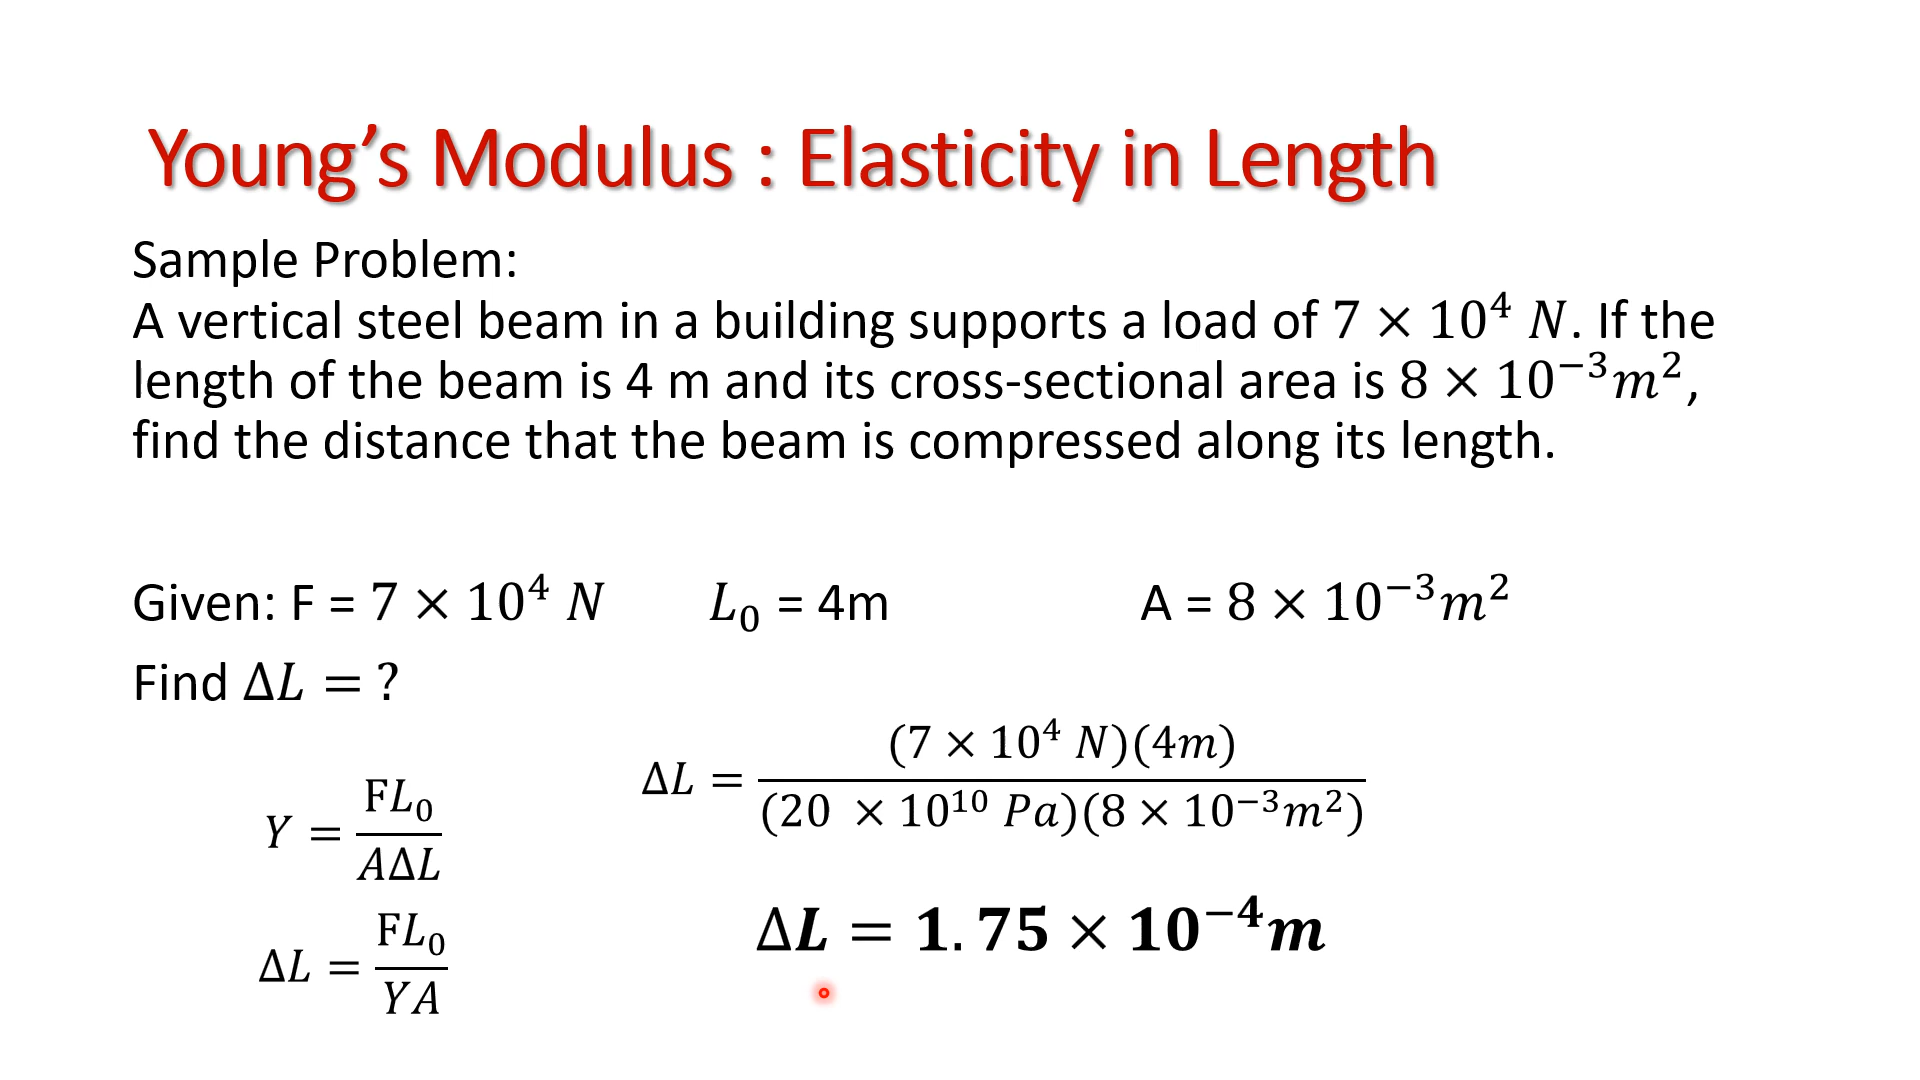 Young’s Modulus : Elasticity in Length
Sample Problem:
A vertical steel beam in a building supports a load of 7 × 10⁴ N. If the
length of the beam is 4 m and its cross-sectional area is 8 × 10⁻³m²,
find the distance that the beam is compressed along its length.
Given: F = 7 × 10⁴ N L₀ = 4m A = 8 × 10⁻³m²
Find ΔL = ?
Y = FL₀ / AΔL
ΔL = FL₀ / YA
ΔL = (7 × 10⁴ N)(4m) / (20 × 10¹⁰ Pa)(8 × 10⁻³m²)
ΔL = 1.75 × 10⁻⁴m